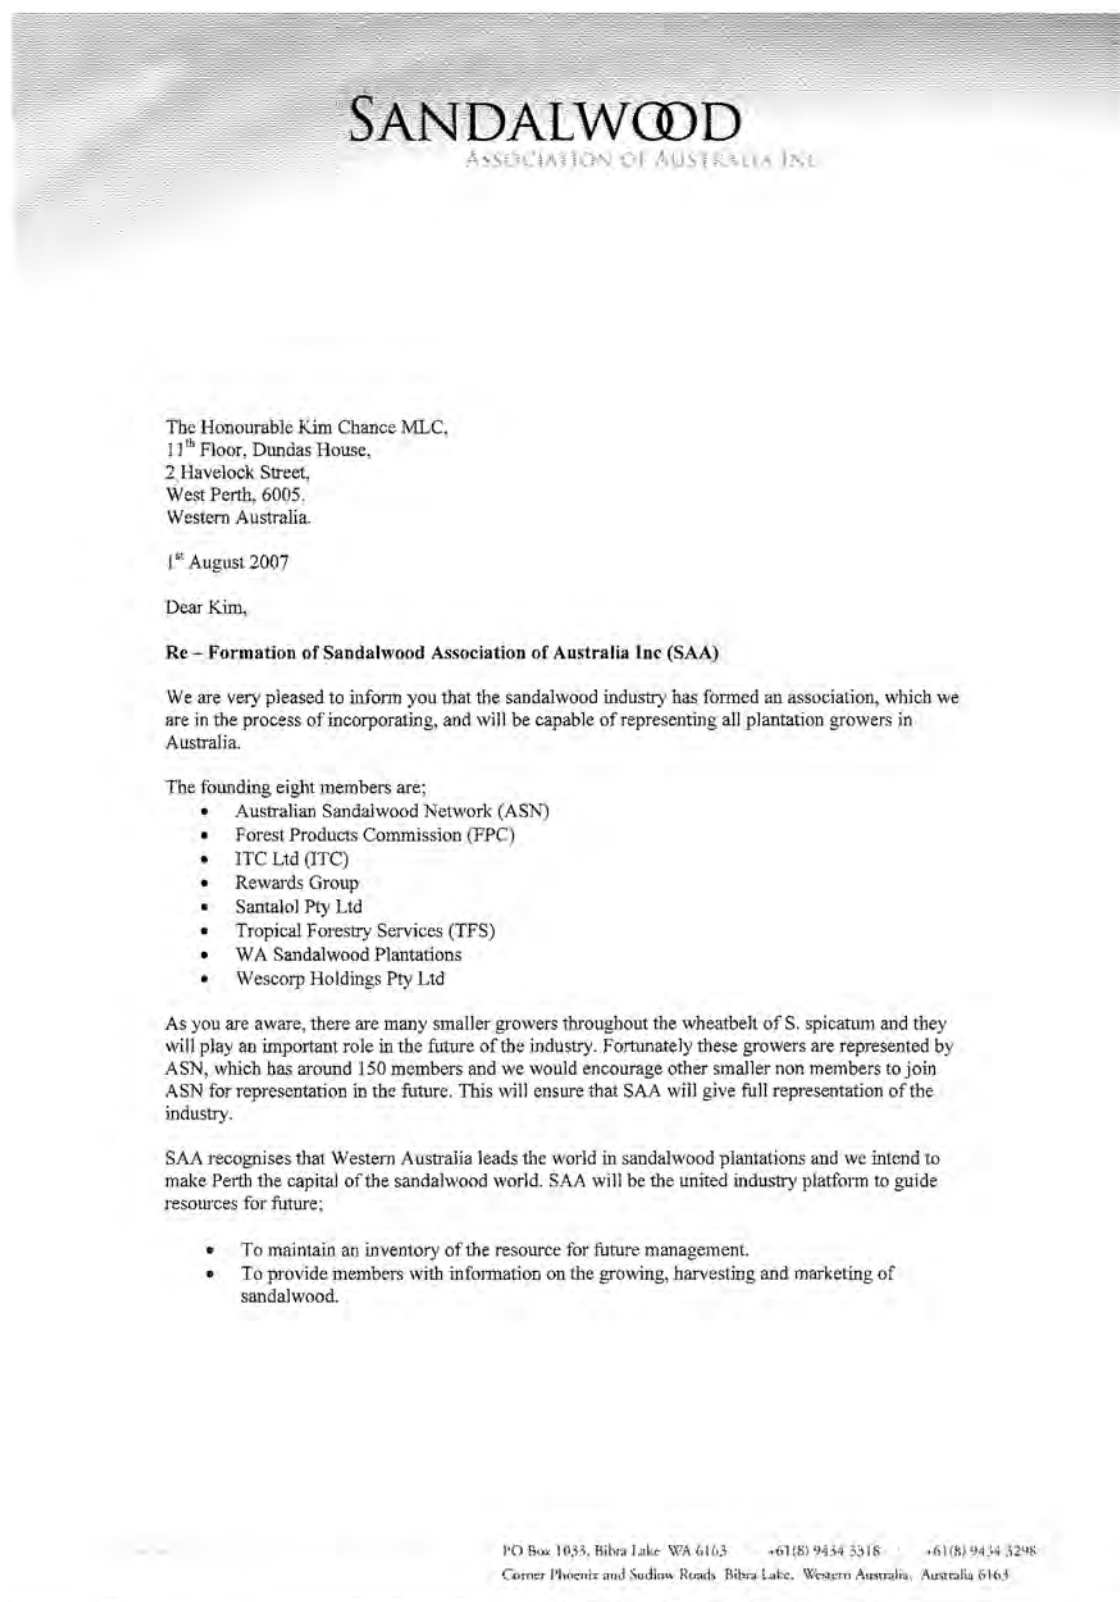 SANDALWOOD
ASSOCIATION OF AUSTRALIA INC
The Honourable Kim Chance MLC,
11th Floor, Dundas House,
2 Havelock Street,
West Perth, 6005.
Western Australia.
1st August 2007
Dear Kim,
Re – Formation of Sandalwood Association of Australia Inc (SAA)
We are very pleased to inform you that the sandalwood industry has formed an association, which we
are in the process of incorporating, and will be capable of representing all plantation growers in
Australia.
The founding eight members are;
• Australian Sandalwood Network (ASN)
• Forest Products Commission (FPC)
• ITC Ltd (ITC)
• Rewards Group
• Santalol Pty Ltd
• Tropical Forestry Services (TFS)
• WA Sandalwood Plantations
• Wescorp Holdings Pty Ltd
As you are aware, there are many smaller growers throughout the wheatbelt of S. spicatum and they
will play an important role in the future of the industry. Fortunately these growers are represented by
ASN, which has around 150 members and we would encourage other smaller non members to join
ASN for representation in the future. This will ensure that SAA will give full representation of the
industry.
SAA recognises that Western Australia leads the world in sandalwood plantations and we intend to
make Perth the capital of the sandalwood world. SAA will be the united industry platform to guide
resources for future;
• To maintain an inventory of the resource for future management.
• To provide members with information on the growing, harvesting and marketing of
sandalwood.
PO Box 1033, Bibra Lake WA 6163 +61(8) 9434 3318 +61(8) 9434 3298
Corner Phoenix and Sudlow Roads Bibra Lake, Western Australia, Australia 6163